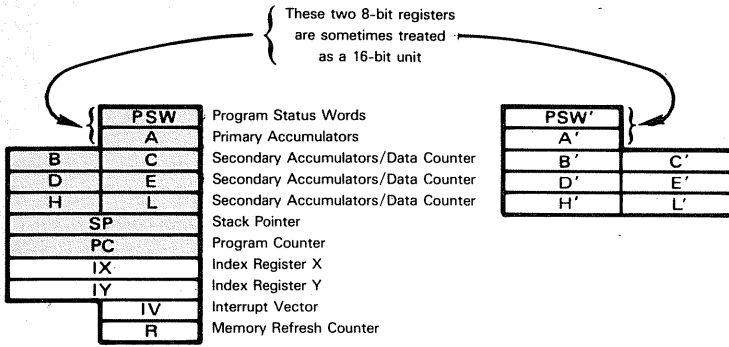 These two 8-bit registers
are sometimes treated
as a 16-bit unit
PSW Program Status Words PSW'
A Primary Accumulators A'
B C Secondary Accumulators/Data Counter B' C'
D E Secondary Accumulators/Data Counter D' E'
H L Secondary Accumulators/Data Counter H' L'
SP Stack Pointer
PC Program Counter
IX Index Register X
IY Index Register Y
IV Interrupt Vector
R Memory Refresh Counter